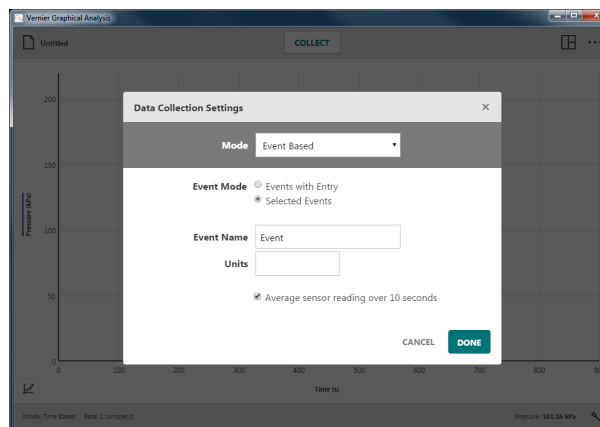 Vernier Graphical Analysis
Untitled
COLLECT
Data Collection Settings
Mode Event Based
Event Mode Events with Entry
Selected Events
Event Name Event
Units
Average sensor reading over 10 seconds
CANCEL DONE
200
150
100
50
0
Pressure (kPa)
0 100 200 300 400 500 600 700 800 90
Time (s)
Mode: Time Based Rate: 1 samples/s Pressure: 101.16 kPa